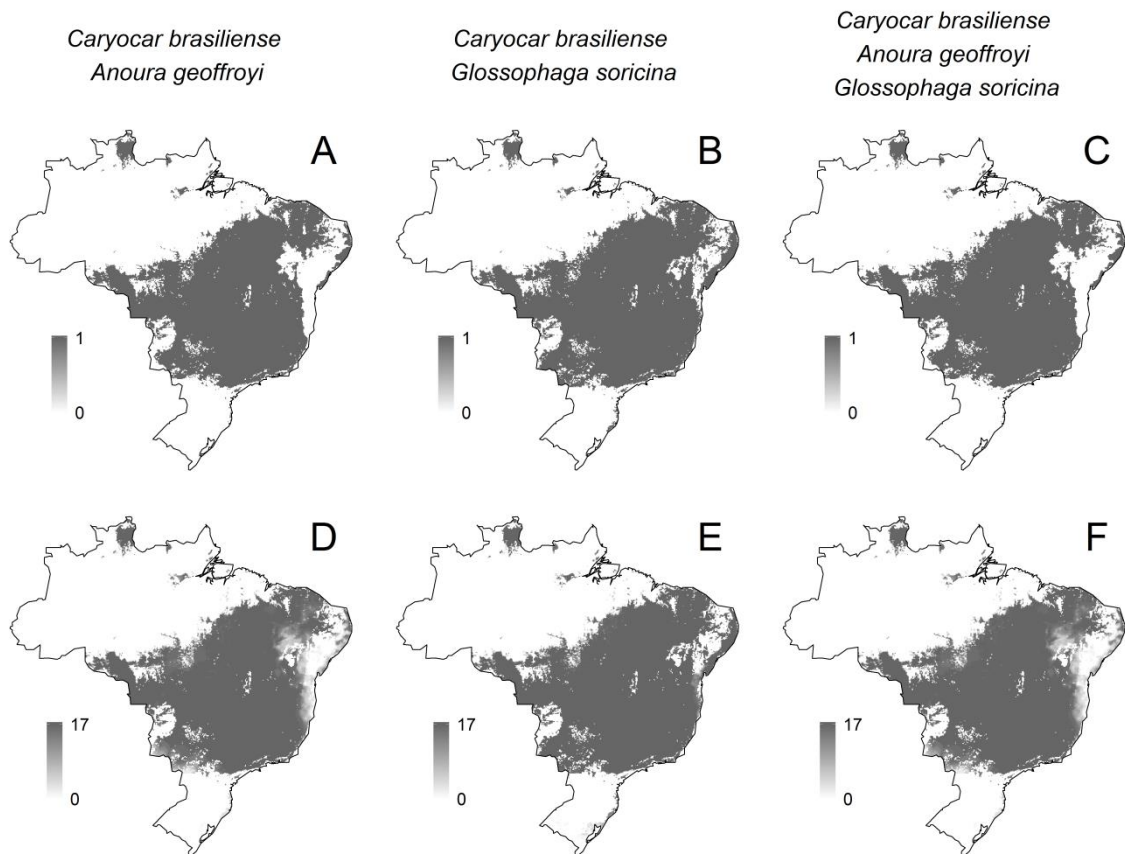 Caryocar brasiliense
Anoura geoffroyi
Caryocar brasiliense
Glossophaga soricina
Caryocar brasiliense
Anoura geoffroyi
Glossophaga soricina
A
B
C
1
0
1
0
1
0
D
E
F
17
0
17
0
17
0